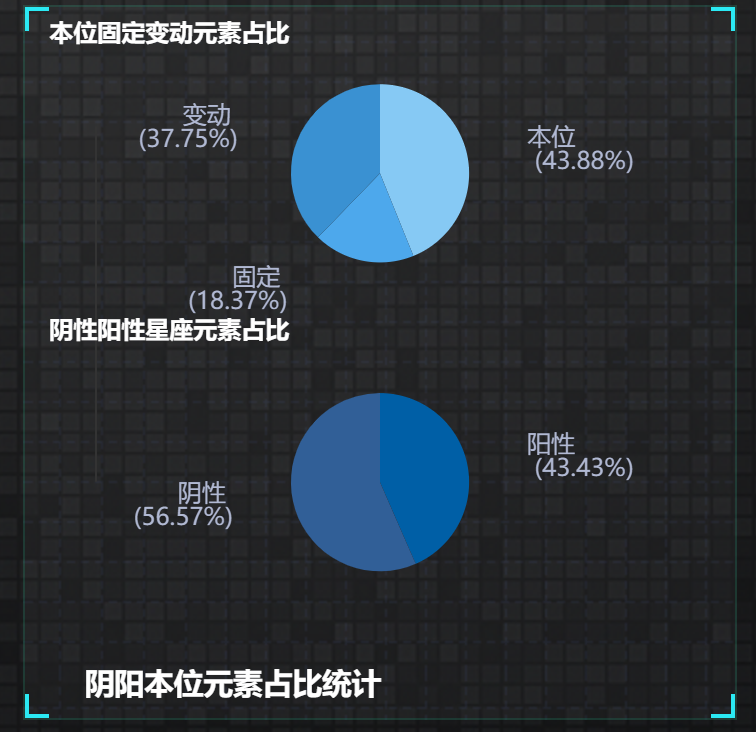 本位固定变动元素占比
变动
(37.75%)
本位
(43.88%)
固定
(18.37%)
阴性阳性星座元素占比
阳性
(43.43%)
阴性
(56.57%)
阴阳本位元素占比统计